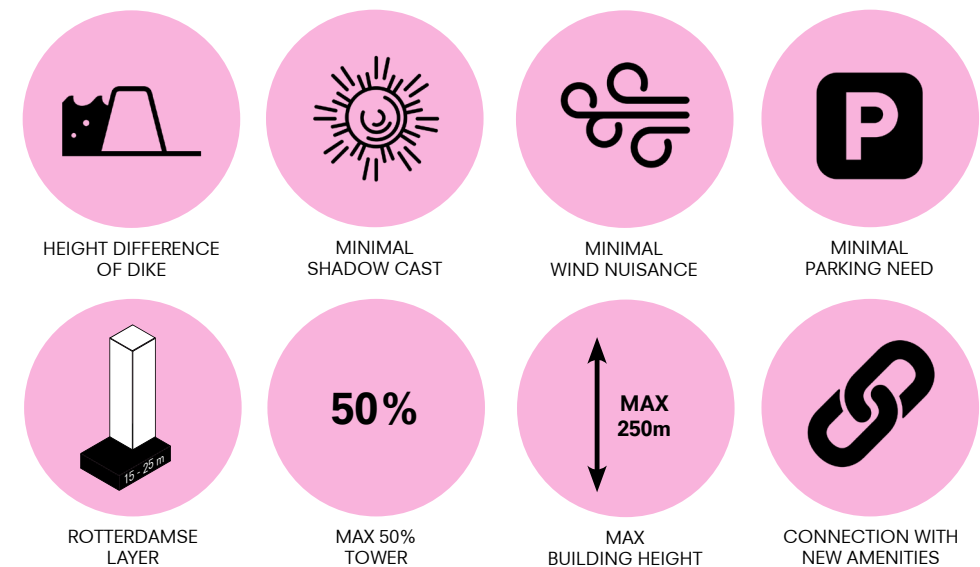 P
HEIGHT DIFFERENCE
OF DIKE
MINIMAL
SHADOW CAST
MINIMAL
WIND NUISANCE
MINIMAL
PARKING NEED
15 - 25 m
50%
MAX
250m
ROTTERDAMSE
LAYER
MAX 50%
TOWER
MAX
BUILDING HEIGHT
CONNECTION WITH
NEW AMENITIES